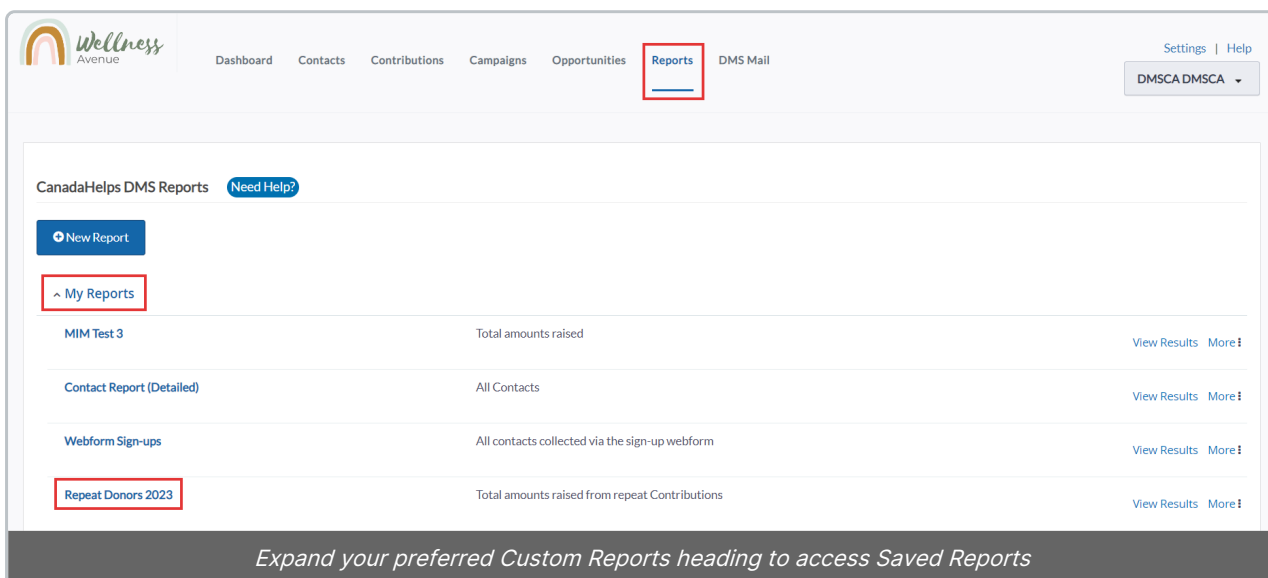 Wellness
Avenue
Dashboard Contacts Contributions Campaigns Opportunities Reports DMS Mail
Settings | Help
DMSCA DMSCA
CanadaHelps DMS Reports Need Help?
New Report
My Reports
MIM Test 3 Total amounts raised View Results More
Contact Report (Detailed) All Contacts View Results More
Webform Sign-ups All contacts collected via the sign-up webform View Results More
Repeat Donors 2023 Total amounts raised from repeat Contributions View Results More
Expand your preferred Custom Reports heading to access Saved Reports